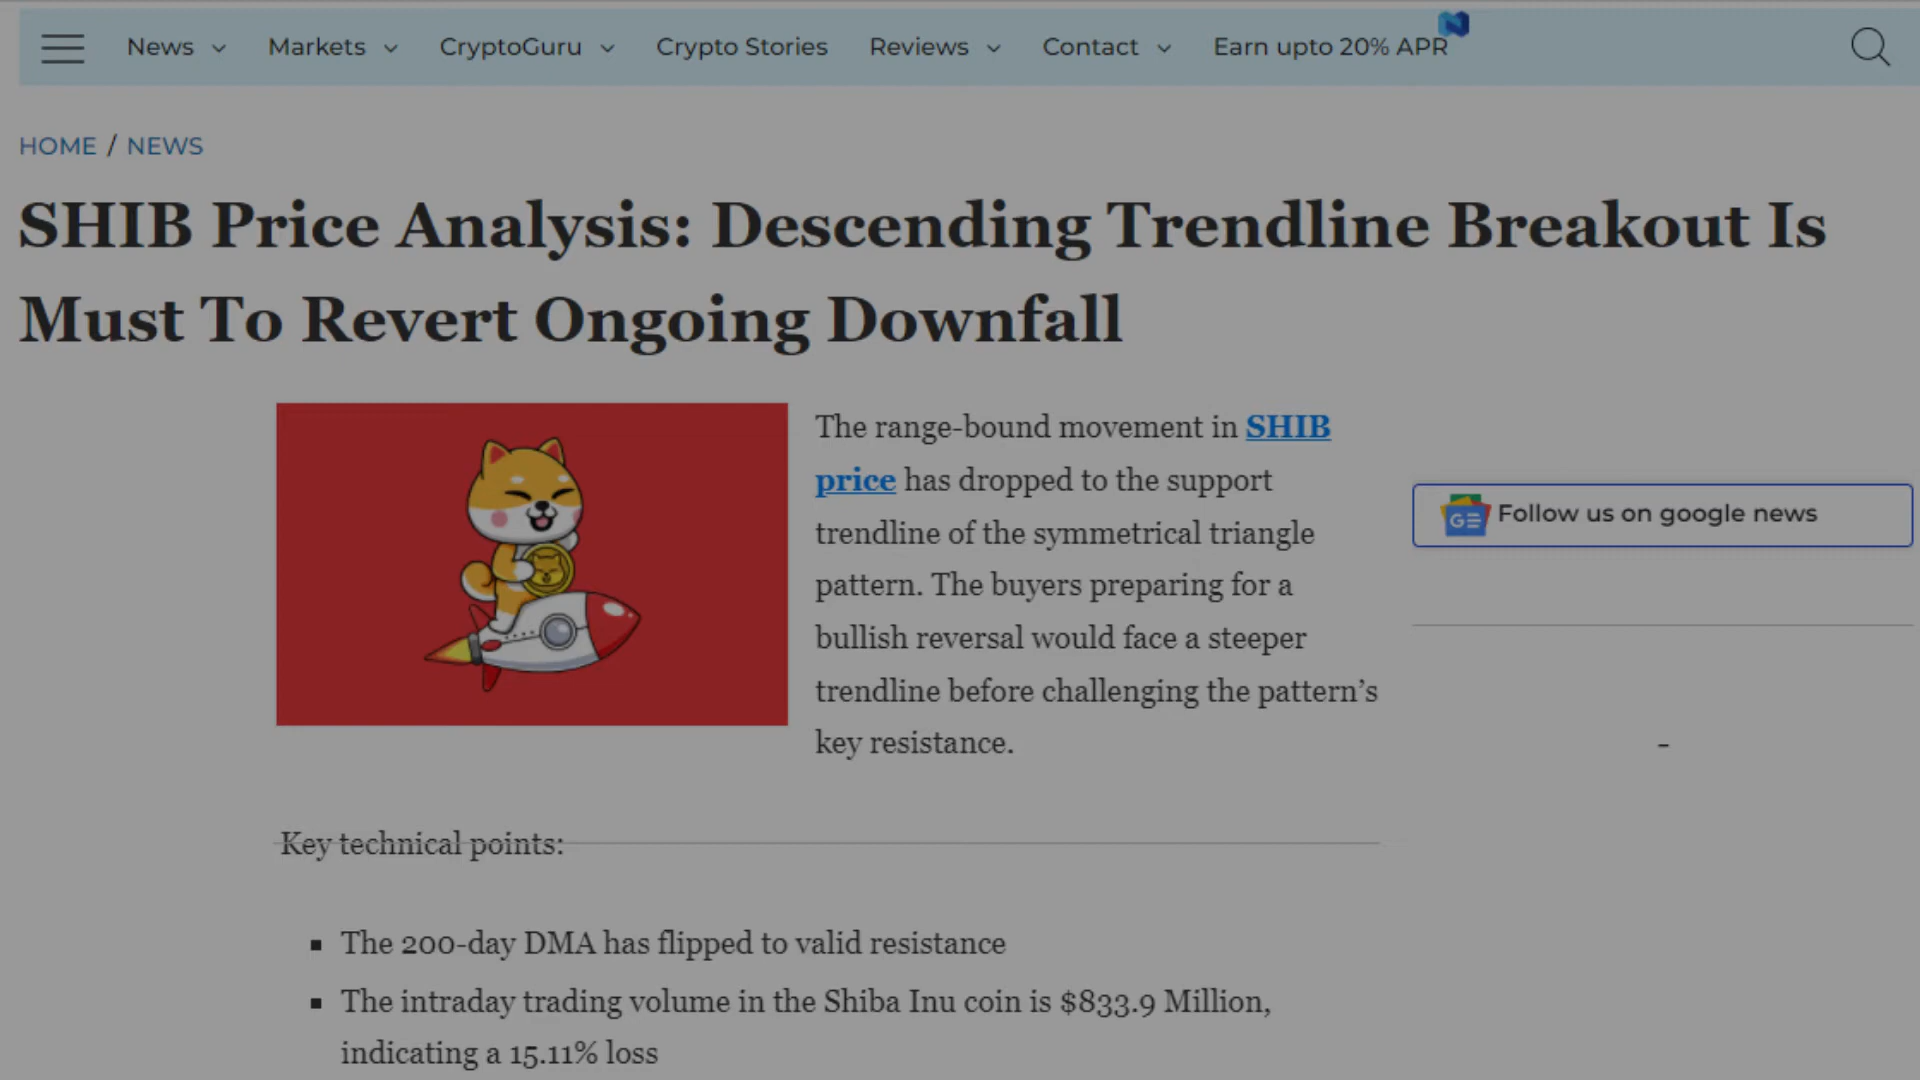 News Markets CryptoGuru Crypto Stories Reviews Contact Earn upto 20% APR
HOME / NEWS
SHIB Price Analysis: Descending Trendline Breakout Is
Must To Revert Ongoing Downfall
The range-bound movement in SHIB
price has dropped to the support
trendline of the symmetrical triangle
pattern. The buyers preparing for a
bullish reversal would face a steeper
trendline before challenging the pattern’s
key resistance.
GE Follow us on google news
-
Key technical points:
▪ The 200-day DMA has flipped to valid resistance
▪ The intraday trading volume in the Shiba Inu coin is $833.9 Million,
indicating a 15.11% loss